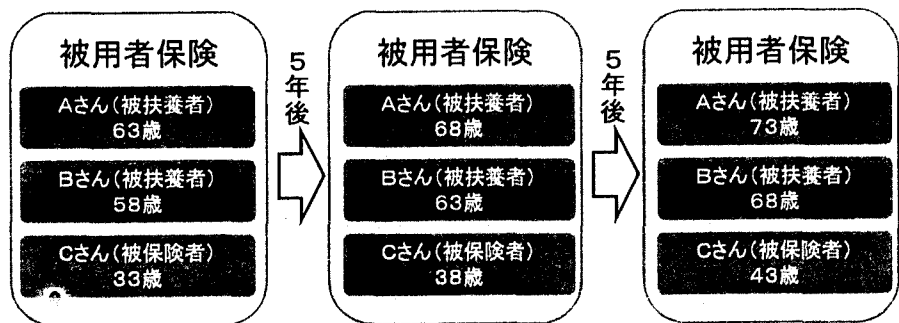 被用者保険
Aさん(被扶養者)
63歳
Bさん(被扶養者)
58歳
Cさん(被保険者)
33歳
5年後
被用者保険
Aさん(被扶養者)
68歳
Bさん(被扶養者)
63歳
Cさん(被保険者)
38歳
5年後
被用者保険
Aさん(被扶養者)
73歳
Bさん(被扶養者)
68歳
Cさん(被保険者)
43歳